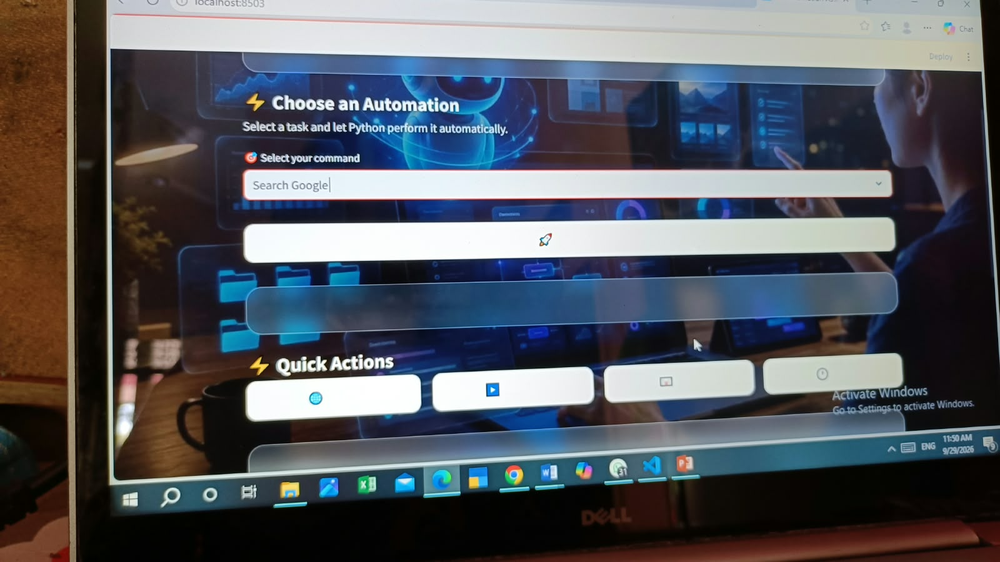 localhost:8503
Chat
Deploy
⚡ Choose an Automation
Select a task and let Python perform it automatically.
🎯 Select your command
Search Google
⚡ Quick Actions
Activate Windows
Go to Settings to activate Windows.
31
ENG
11:50 AM
9/29/2026
9
DELL